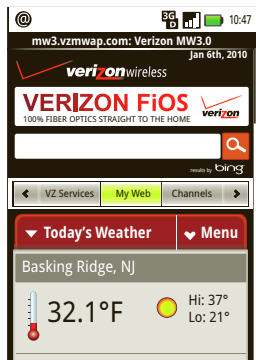 @ 3G D 10:47
mw3.vzmwap.com: Verizon MW3.0
Jan 6th, 2010
verizon wireless
VERIZON FiOS
100% FIBER OPTICS STRAIGHT TO THE HOME
verizon
results by bing
VZ Services My Web Channels
Today's Weather Menu
Basking Ridge, NJ
32.1°F
Hi: 37°
Lo: 21°